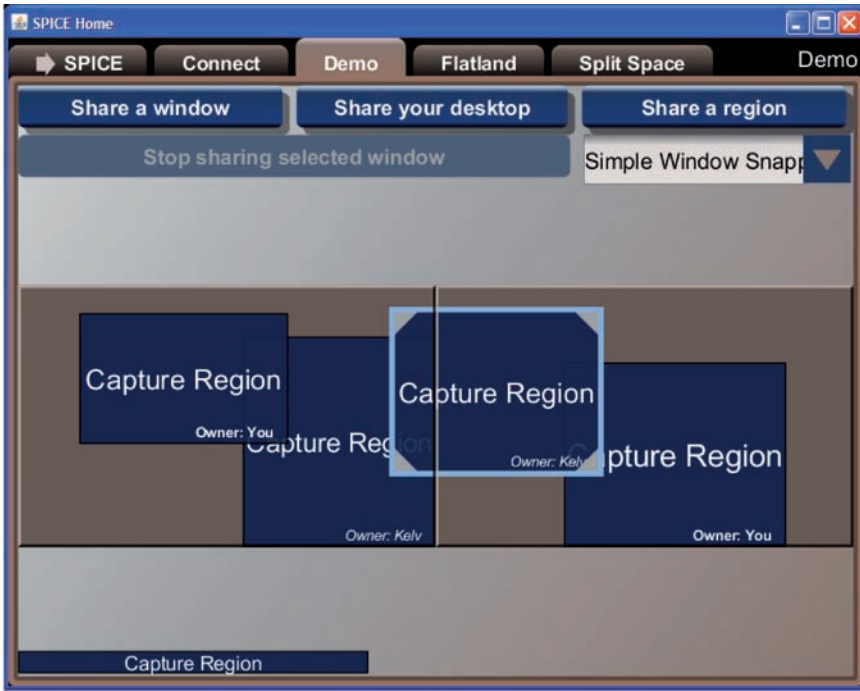 SPICE Home
SPICE Connect Demo Flatland Split Space Demo
Share a window Share your desktop Share a region
Stop sharing selected window
Simple Window Snapp
Capture Region
Owner: You
Capture Region
Owner: Kelv
Capture Region
Owner: Kelv
pture Region
Owner: You
Capture Region